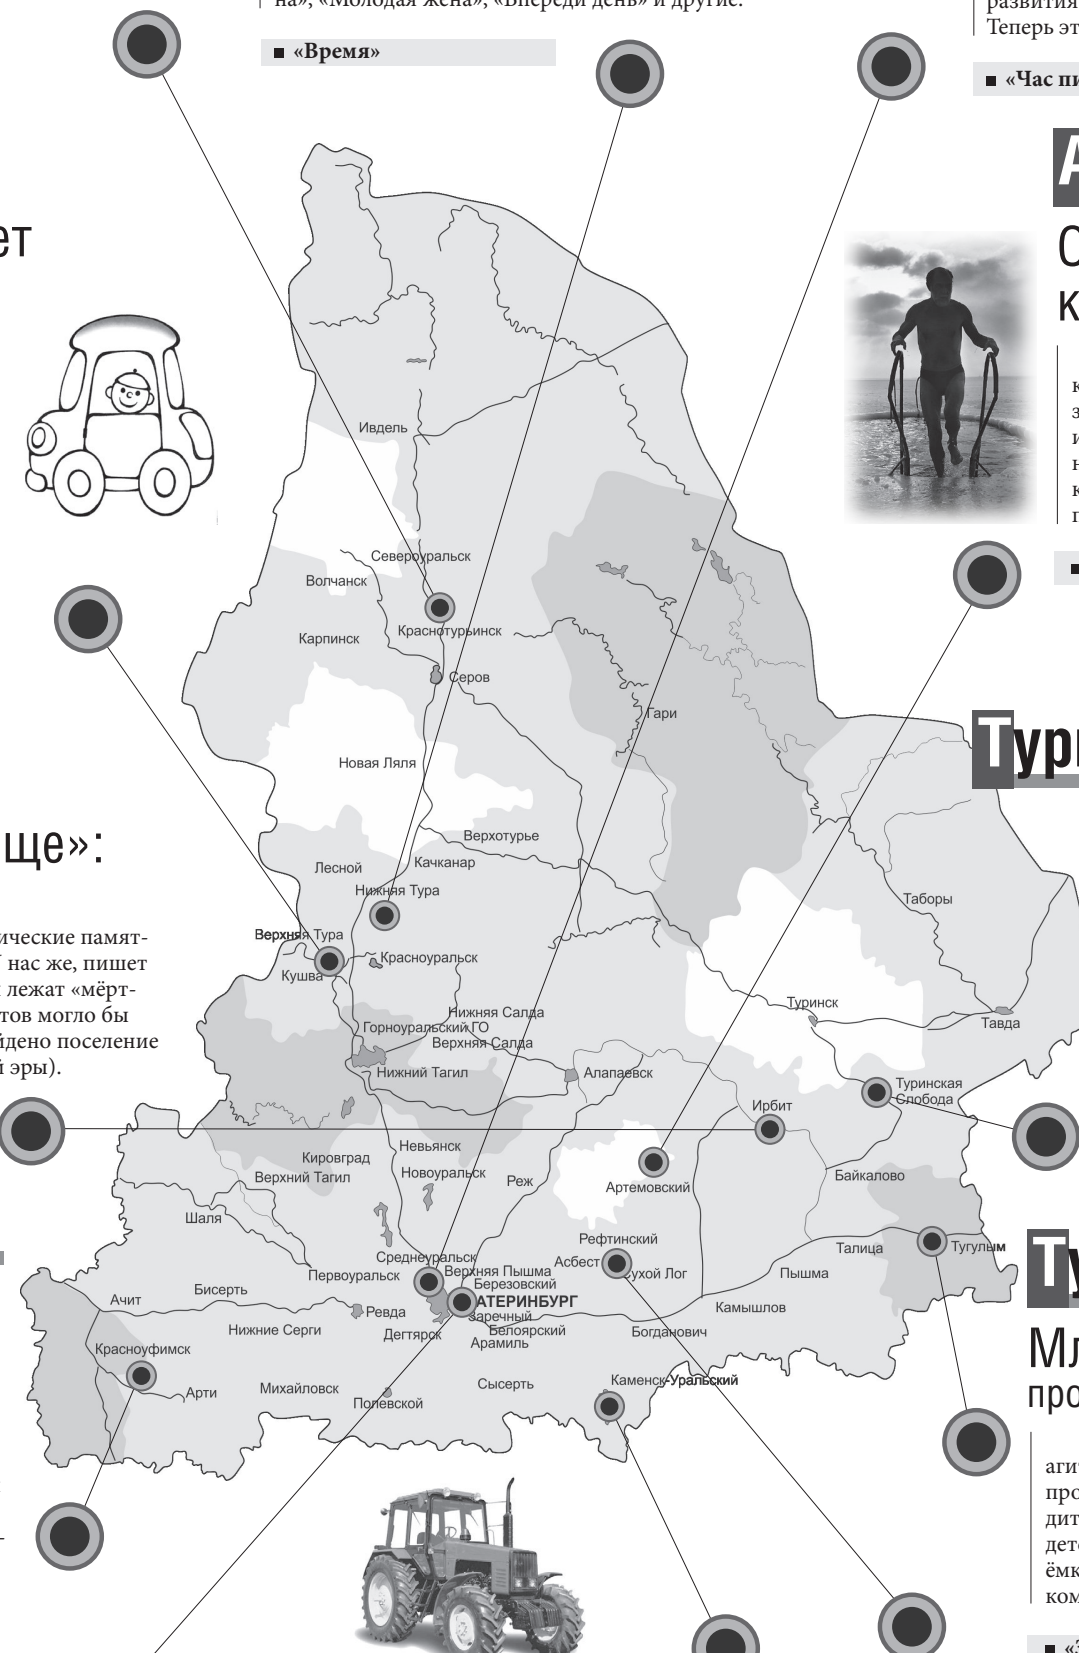 на», «Молодая жена», «Впереди день» и другие.
«Время»
развития
Теперь эт
«Час пи
А
С
к
ет
к
з
и
н
к
п
Ивдель
Североуральск
Волчанск
Краснотурьинск
Карпинск
Серов
Гари
Тури
Новая Ляля
Верхотурье
ще»:
Качканар
Лесной
Нижняя Тура
Таборы
ические памят-
Верхняя Тура
Красноуральск
нас же, пишет
Кушва
лежат «мёрт-
Туринск
Нижняя Салда
тов могло бы
Горноуральский ГО
Тавда
йдено поселение
Верхняя Салда
й эры).
Нижний Тагил
Алапаевск
Туринская
Слобода
Ирбит
Невьянск
Кировград
Новоуральск
Верхний Тагил
Реж
Байкалово
Артемовский
Шаля
Рефтинский
Среднеуральск
Талица
Тугулым
Асбест
Верхняя Пышма
Сухой Лог
Пышма
Первоуральск
Березовский
Бисерть
АТЕРИНБУРГ
Ачит
Ревда
Заречный
Камышлов
Нижние Серги
Белоярский
Богданович
Дегтярск
Арамиль
Красноуфимск
Арти
Михайловск
Сысерть
Каменск-Уральский
Полевской
Ту
Мл
про
агит
про
дит
дето
ёмк
ком
«З